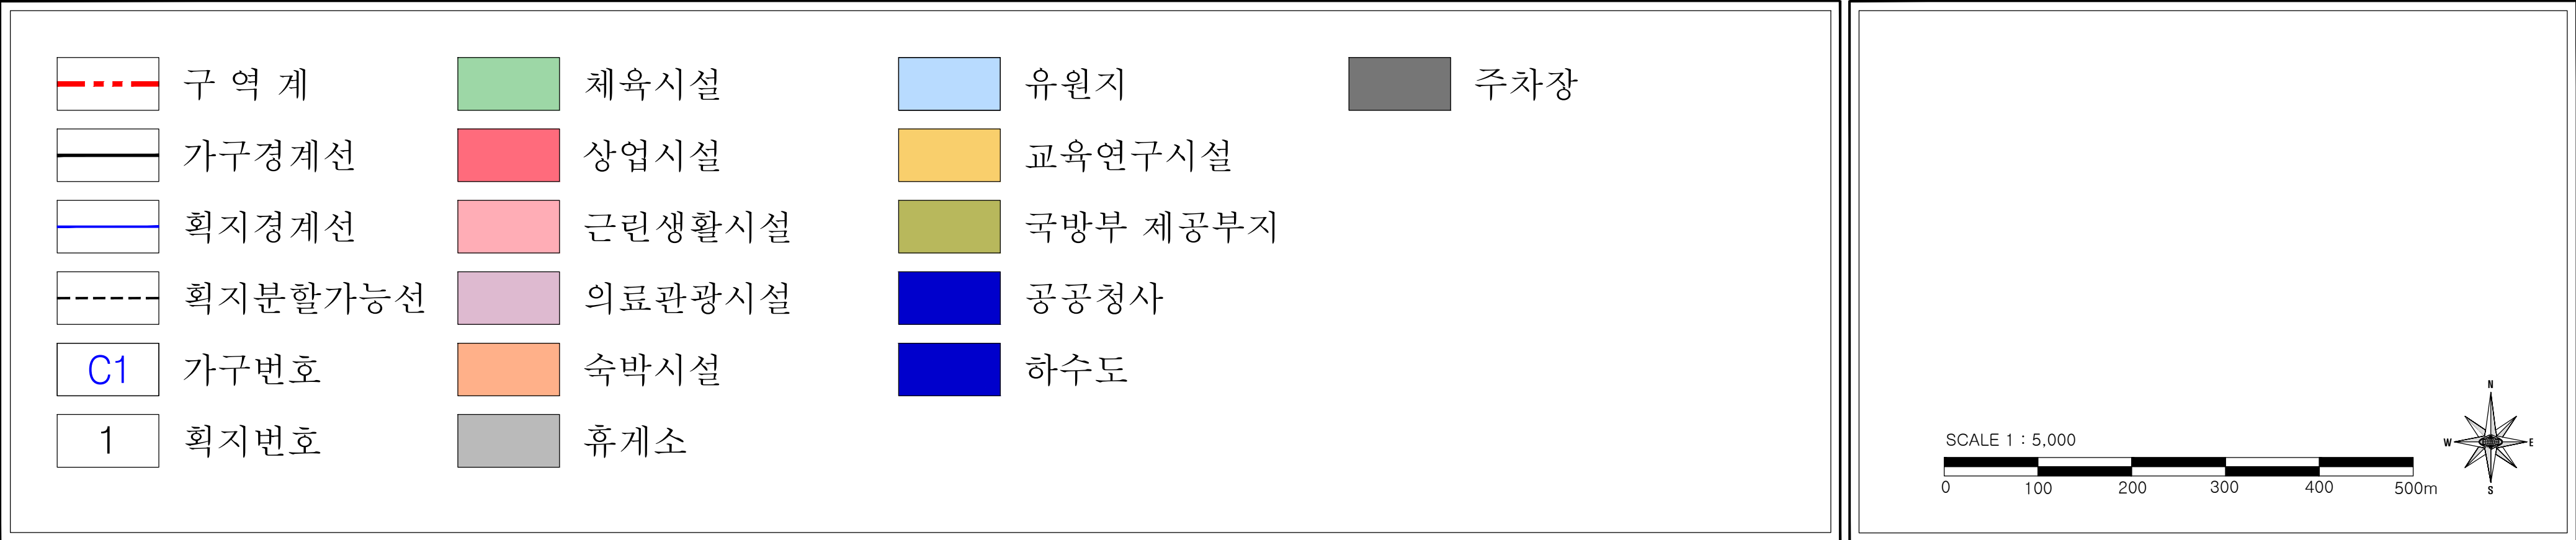 구 역 계
가구경계선
획지경계선
획지분할가능선
C1 가구번호
1 획지번호
체육시설
상업시설
근린생활시설
의료관광시설
숙박시설
휴게소
유원지
교육연구시설
국방부 제공부지
공공청사
하수도
주차장
SCALE 1 : 5,000
0 100 200 300 400 500m
N
W E
S